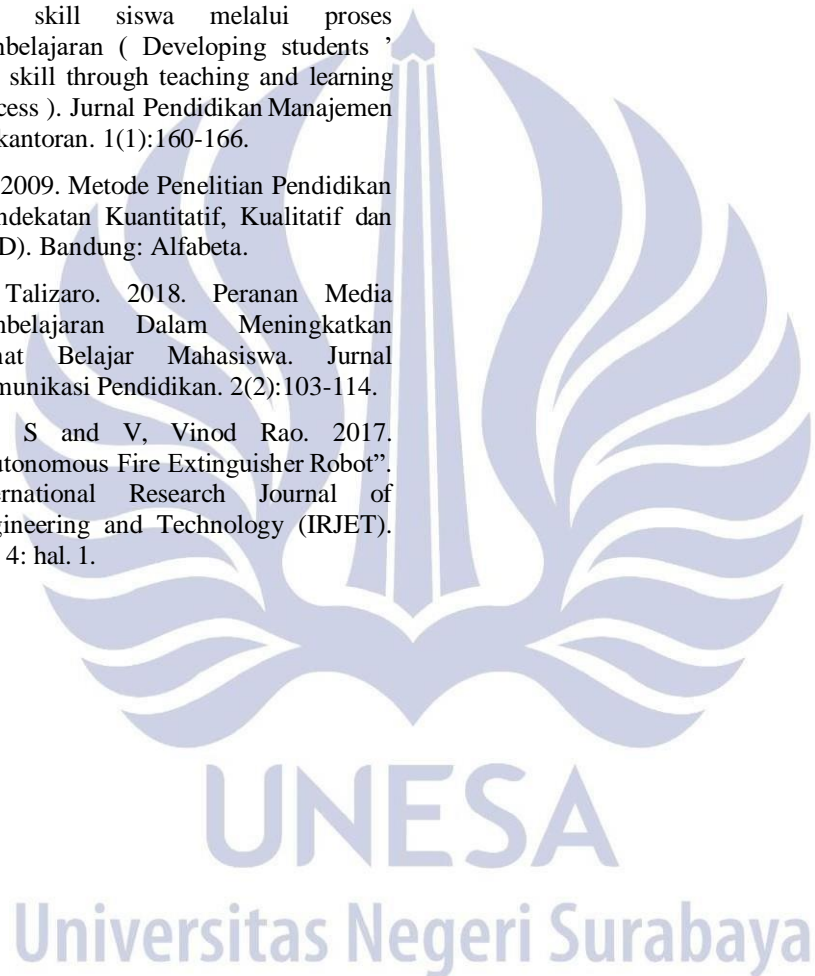 skill siswa melalui proses
mbelajaran ( Developing students ’
skill through teaching and learning
cess ). Jurnal Pendidikan Manajemen
kantoran. 1(1):160-166.
2009. Metode Penelitian Pendidikan
ndekatan Kuantitatif, Kualitatif dan
D). Bandung: Alfabeta.
Talizaro. 2018. Peranan Media
mbelajaran Dalam Meningkatkan
nat Belajar Mahasiswa. Jurnal
munikasi Pendidikan. 2(2):103-114.
S and V, Vinod Rao. 2017.
utonomous Fire Extinguisher Robot”.
ernational Research Journal of
gineering and Technology (IRJET).
4: hal. 1.
UNESA
Universitas Negeri Surabaya